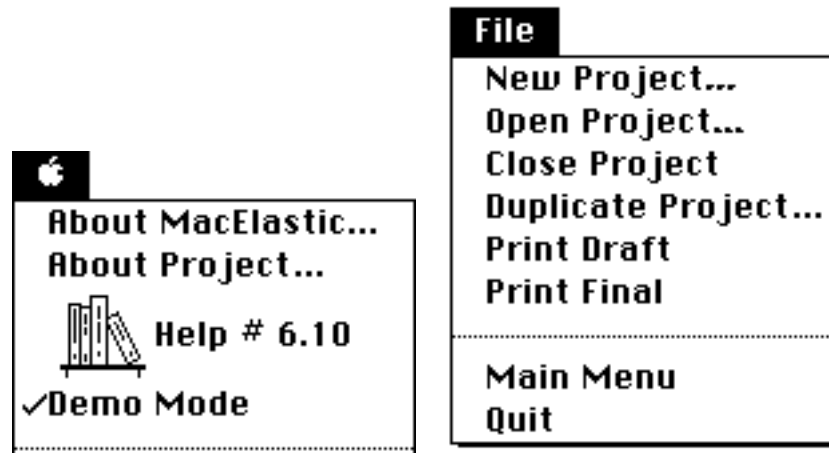 About MacElastic...
About Project...
Help # 6.10
Demo Mode
File
New Project...
Open Project...
Close Project
Duplicate Project...
Print Draft
Print Final
Main Menu
Quit